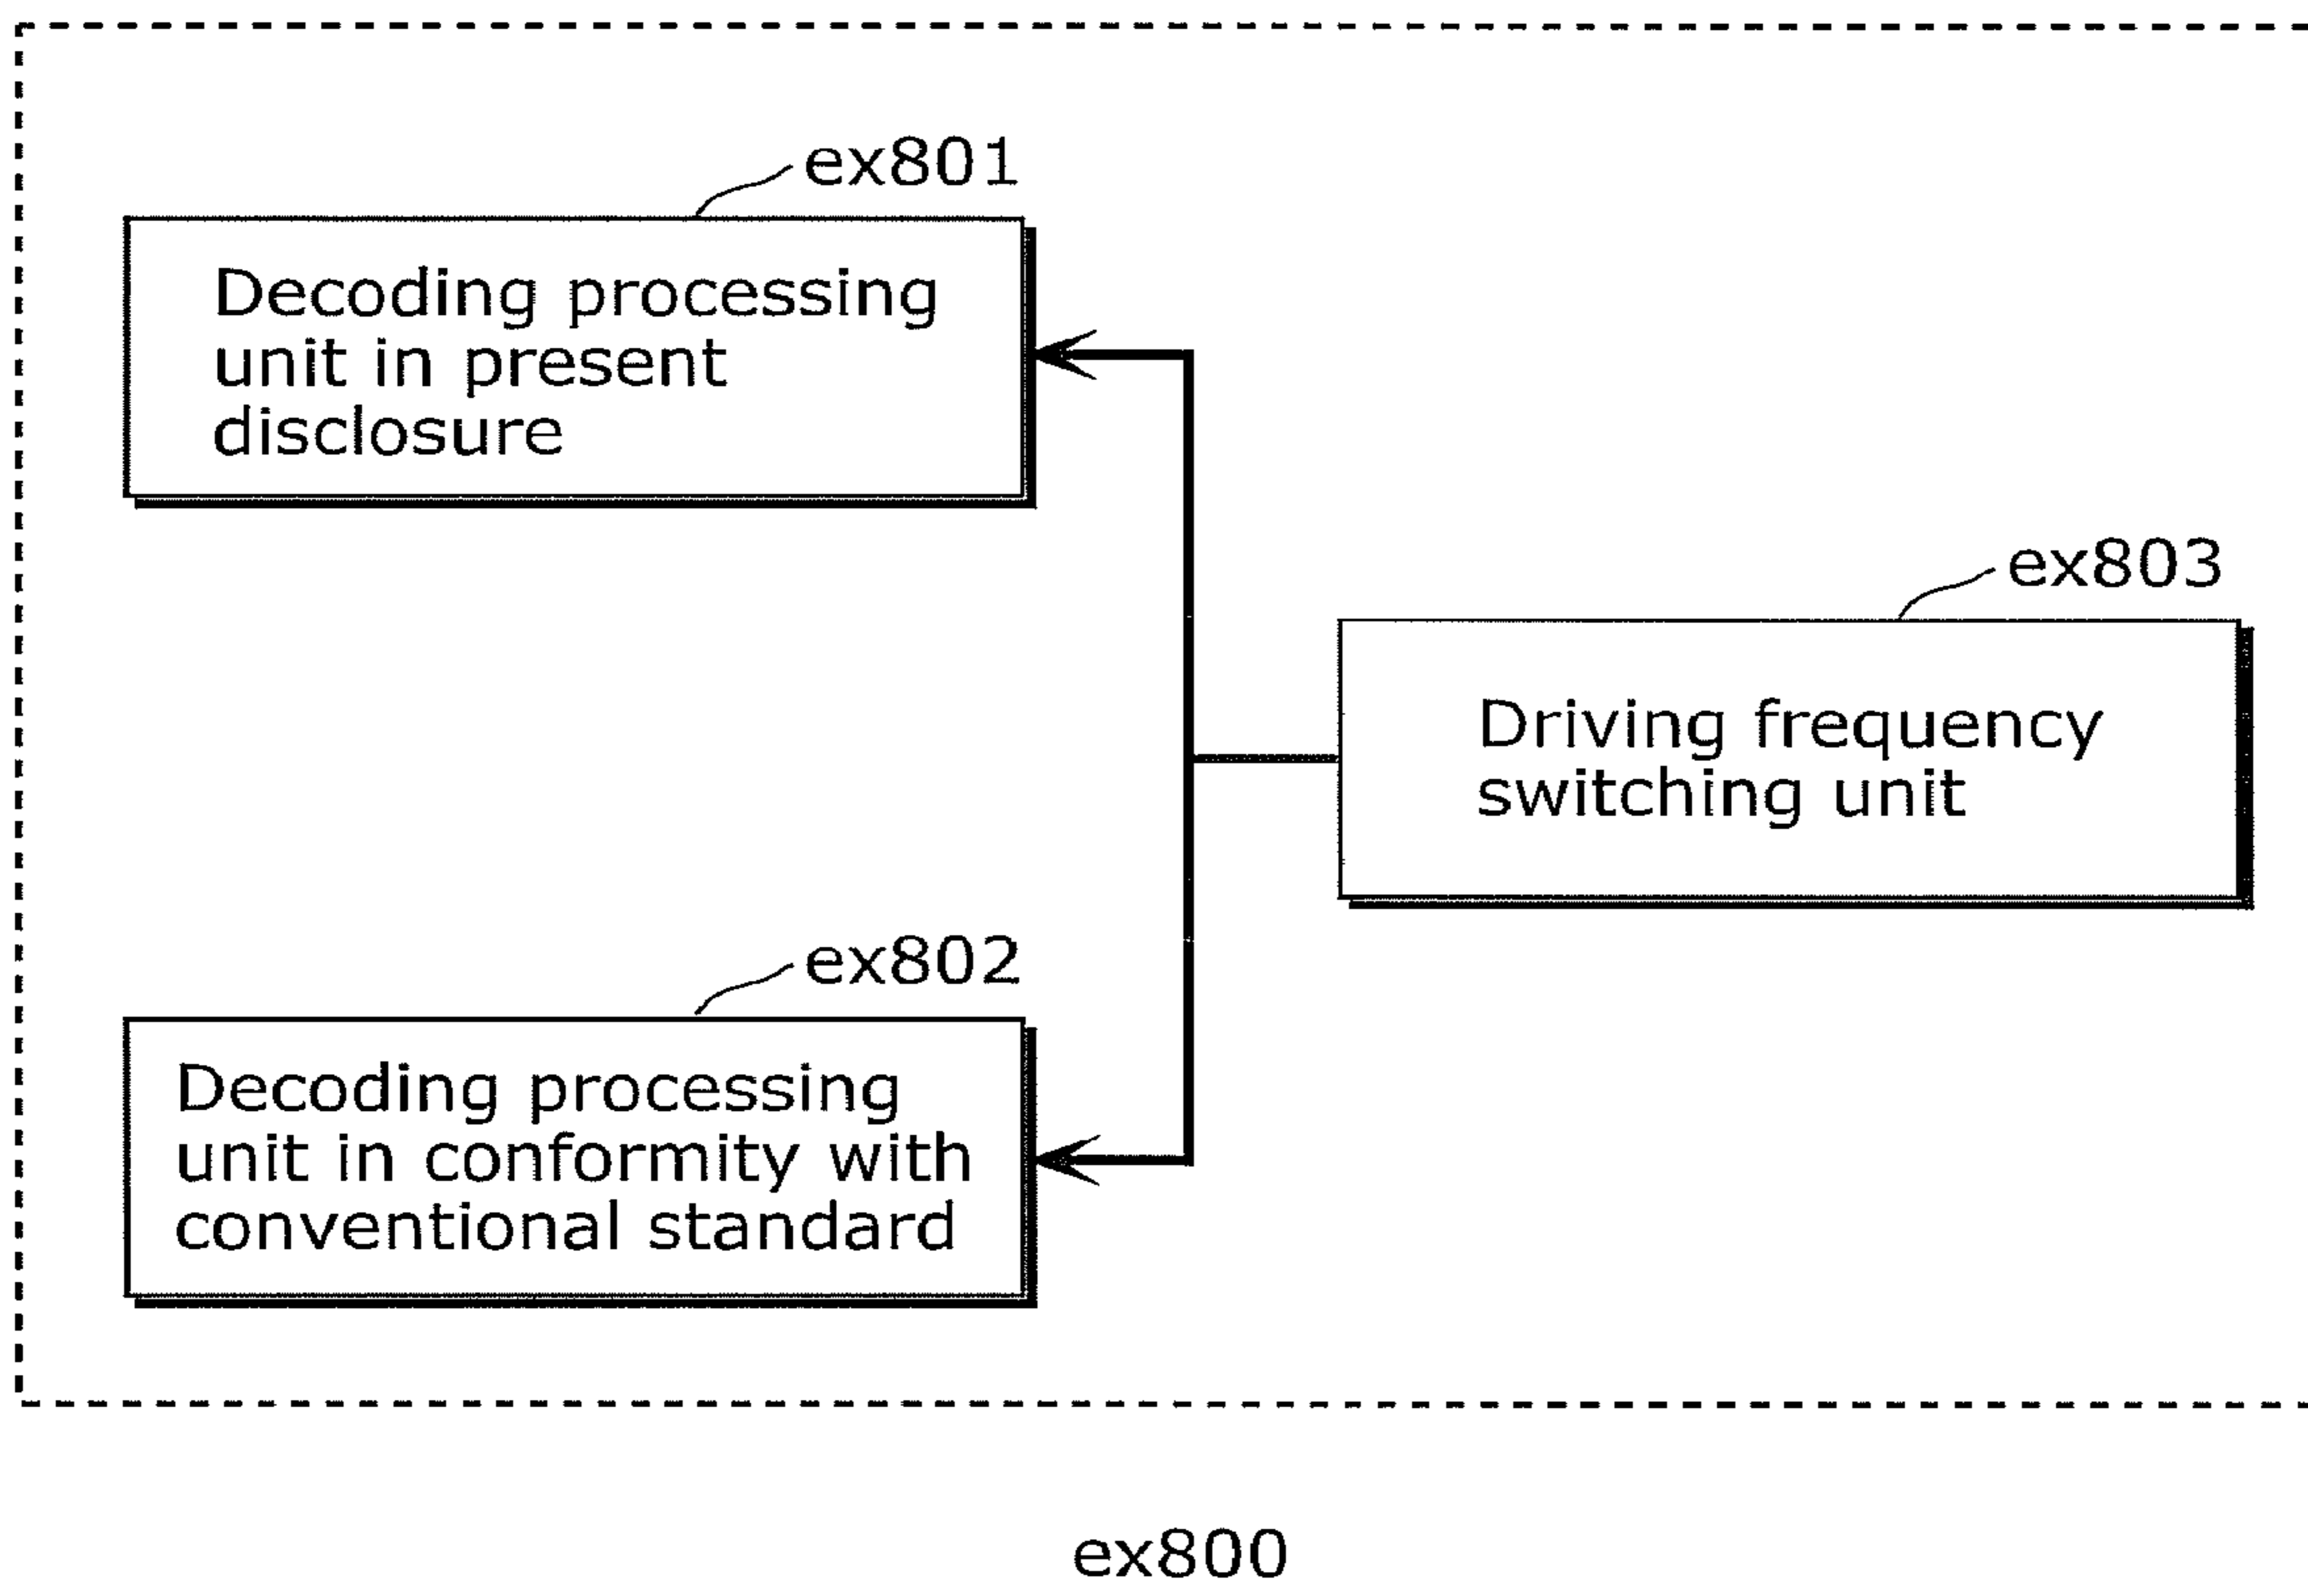 ex801
Decoding processing
unit in present
disclosure
ex803
Driving frequency
switching unit
ex802
Decoding processing
unit in conformity with
conventional standard
ex800